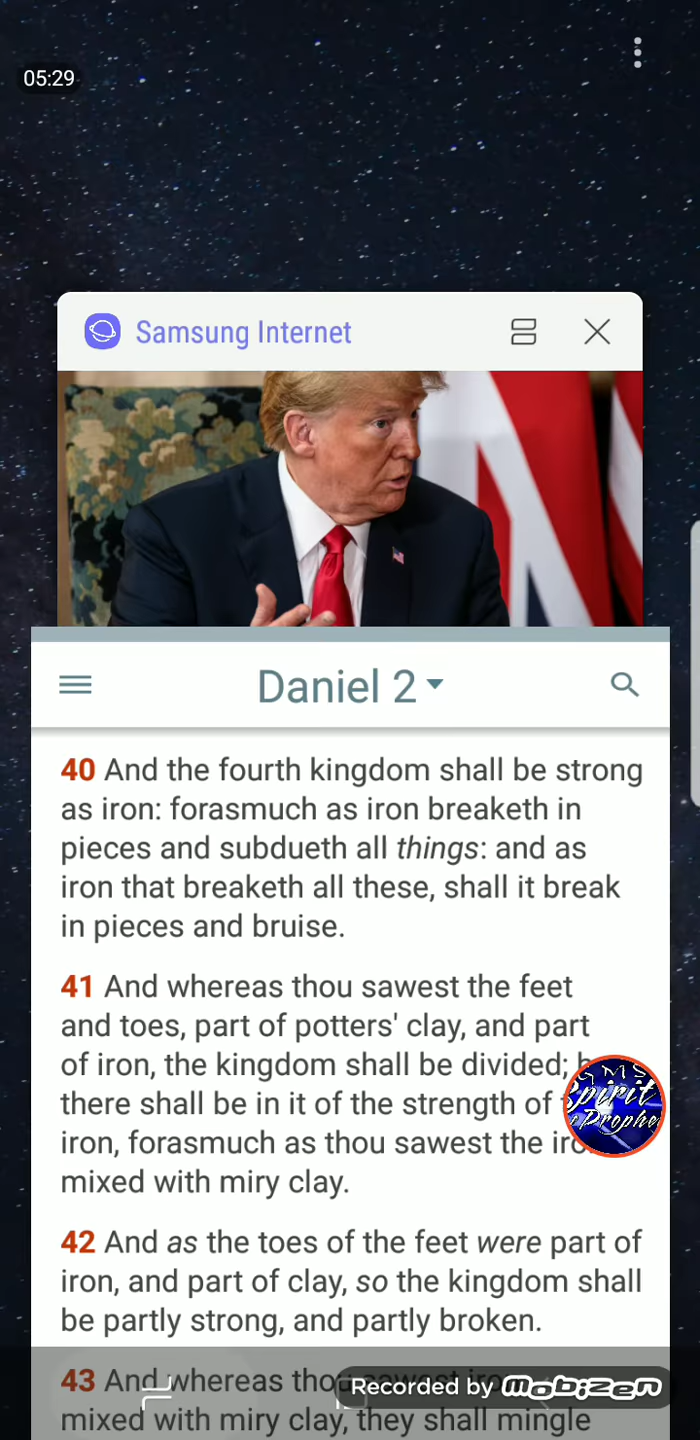 05:29
Samsung Internet
Daniel 2
40 And the fourth kingdom shall be strong
as iron: forasmuch as iron breaketh in
pieces and subdueth all things: and as
iron that breaketh all these, shall it break
in pieces and bruise.
41 And whereas thou sawest the feet
and toes, part of potters' clay, and part
of iron, the kingdom shall be divided;
there shall be in it of the strength of
iron, forasmuch as thou sawest the
mixed with miry clay.
Spirit
42 And as the toes of the feet were part of
iron, and part of clay, so the kingdom shall
be partly strong, and partly broken.
43 And whereas thou sawest
mixed with miry clay, they shall mingle
Recorded by mobizen